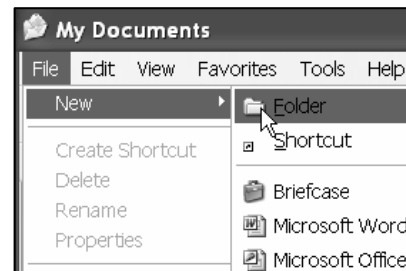 My Documents
File Edit View Favorites Tools Help
New
Folder
Shortcut
Create Shortcut
Delete
Rename
Properties
Briefcase
Microsoft Word
Microsoft Office